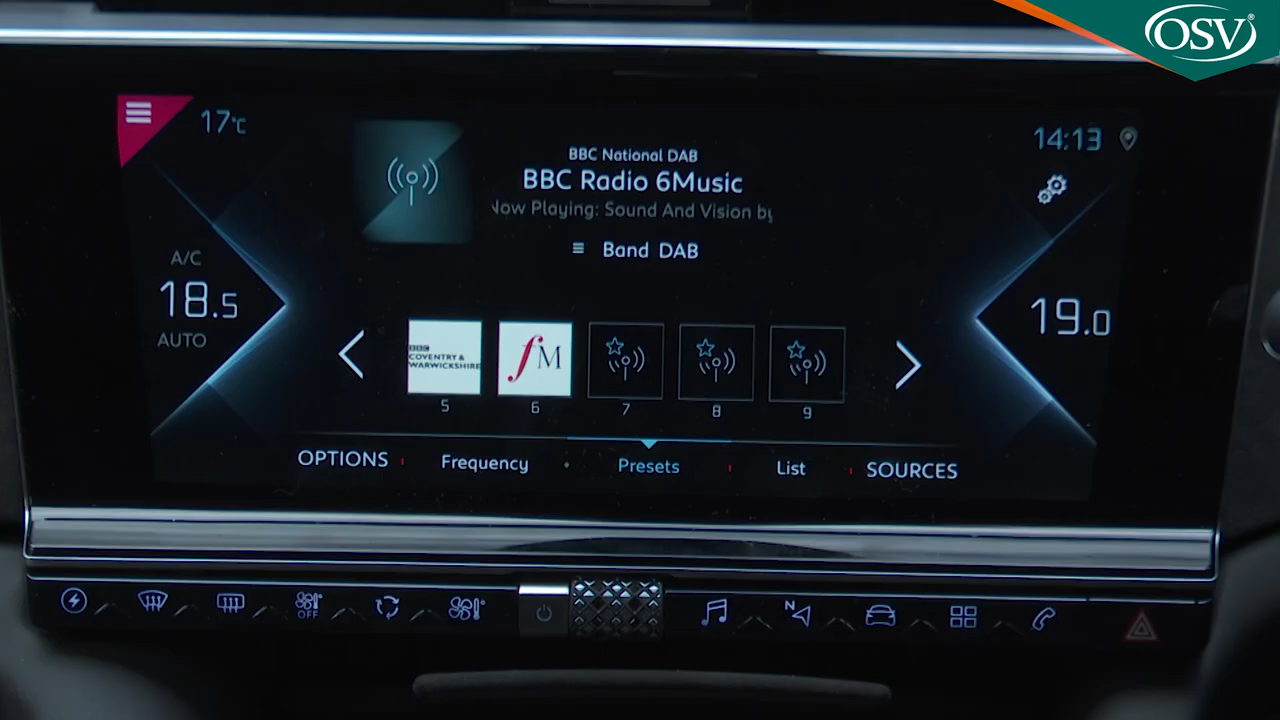 OSV®
17°C
14:13
BBC National DAB
BBC Radio 6Music
Now Playing: Sound And Vision by
Band DAB
A/C
18.5
AUTO
19.0
BBC
COVENTRY &
WARWICKSHIRE
fM
5 6 7 8 9
OPTIONS Frequency Presets List SOURCES
OFF
N